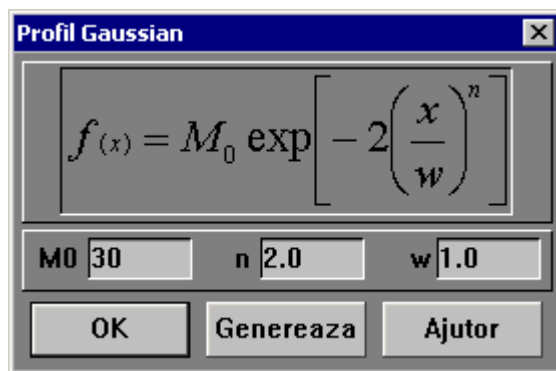 Profil Gaussian
f(x) = M₀ exp[ − 2(x/w)ⁿ ]
M0 30 n 2.0 w 1.0
OK Genereaza Ajutor